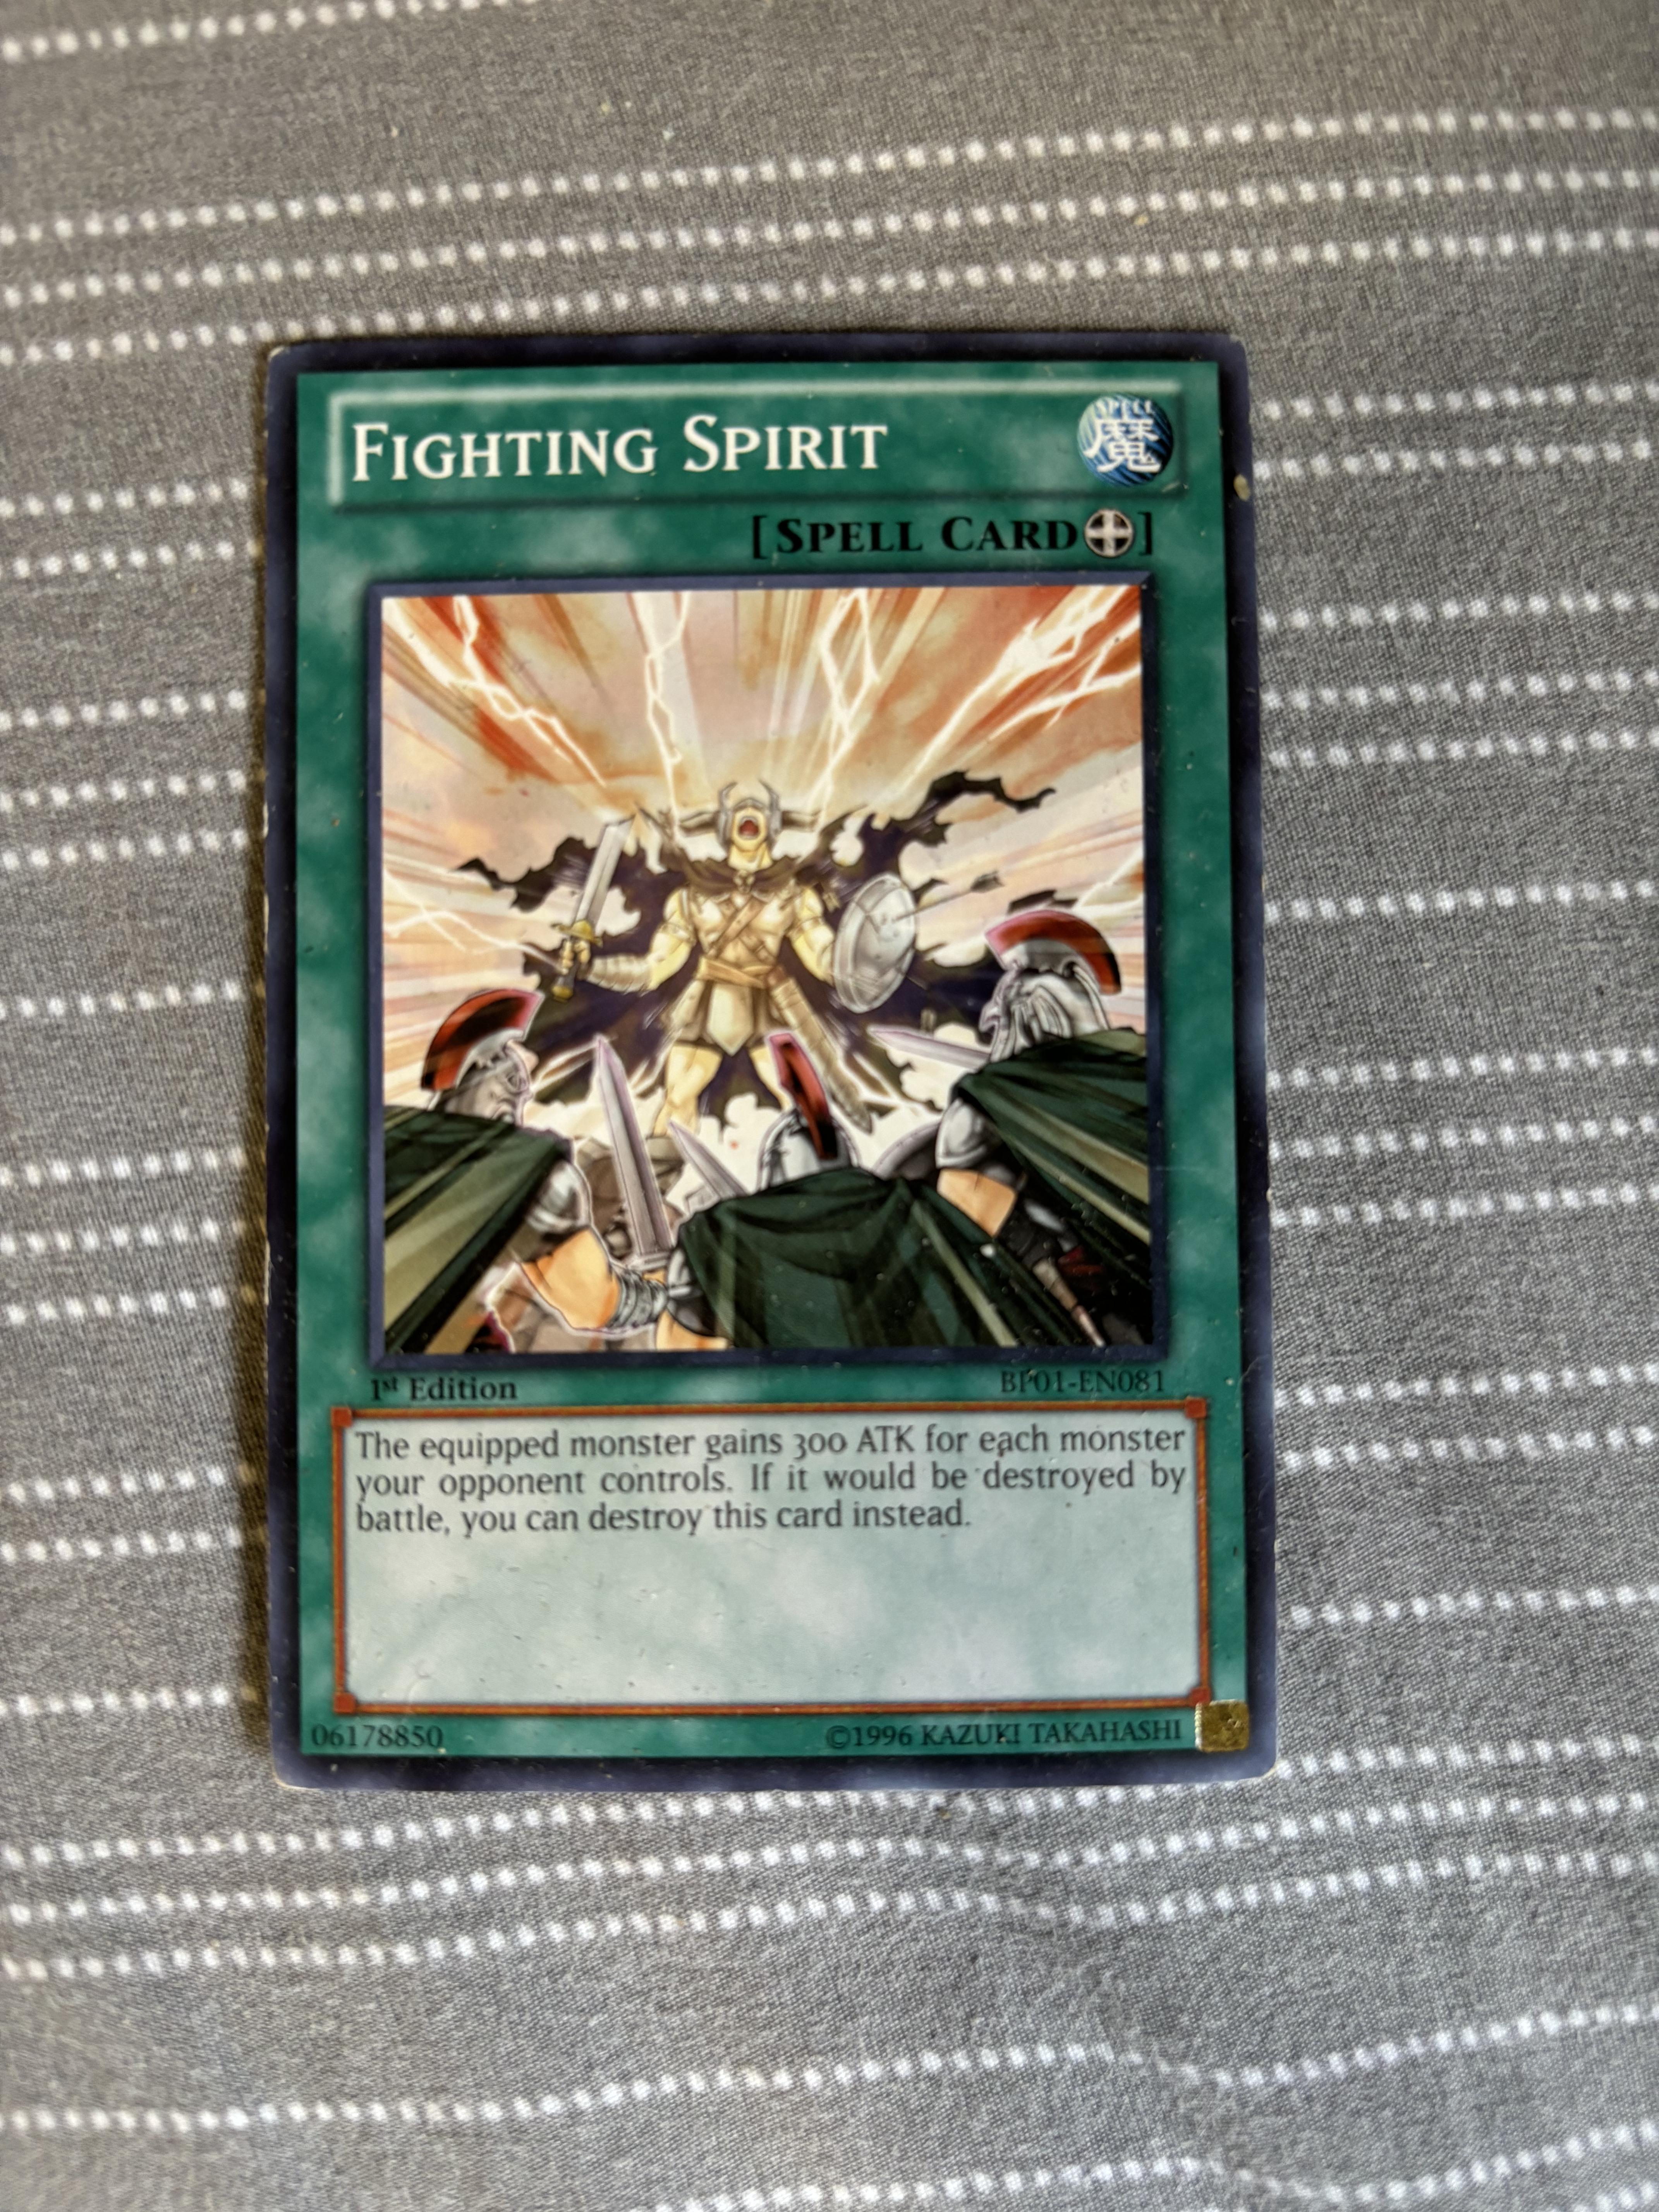 FIGHTING SPIRIT
SPELL
魔
[SPELL CARD]
1st Edition
BP01-EN081
The equipped monster gains 300 ATK for each monster
your opponent controls. If it would be destroyed by
battle, you can destroy this card instead.
06178850
©1996 KAZUKI TAKAHASHI